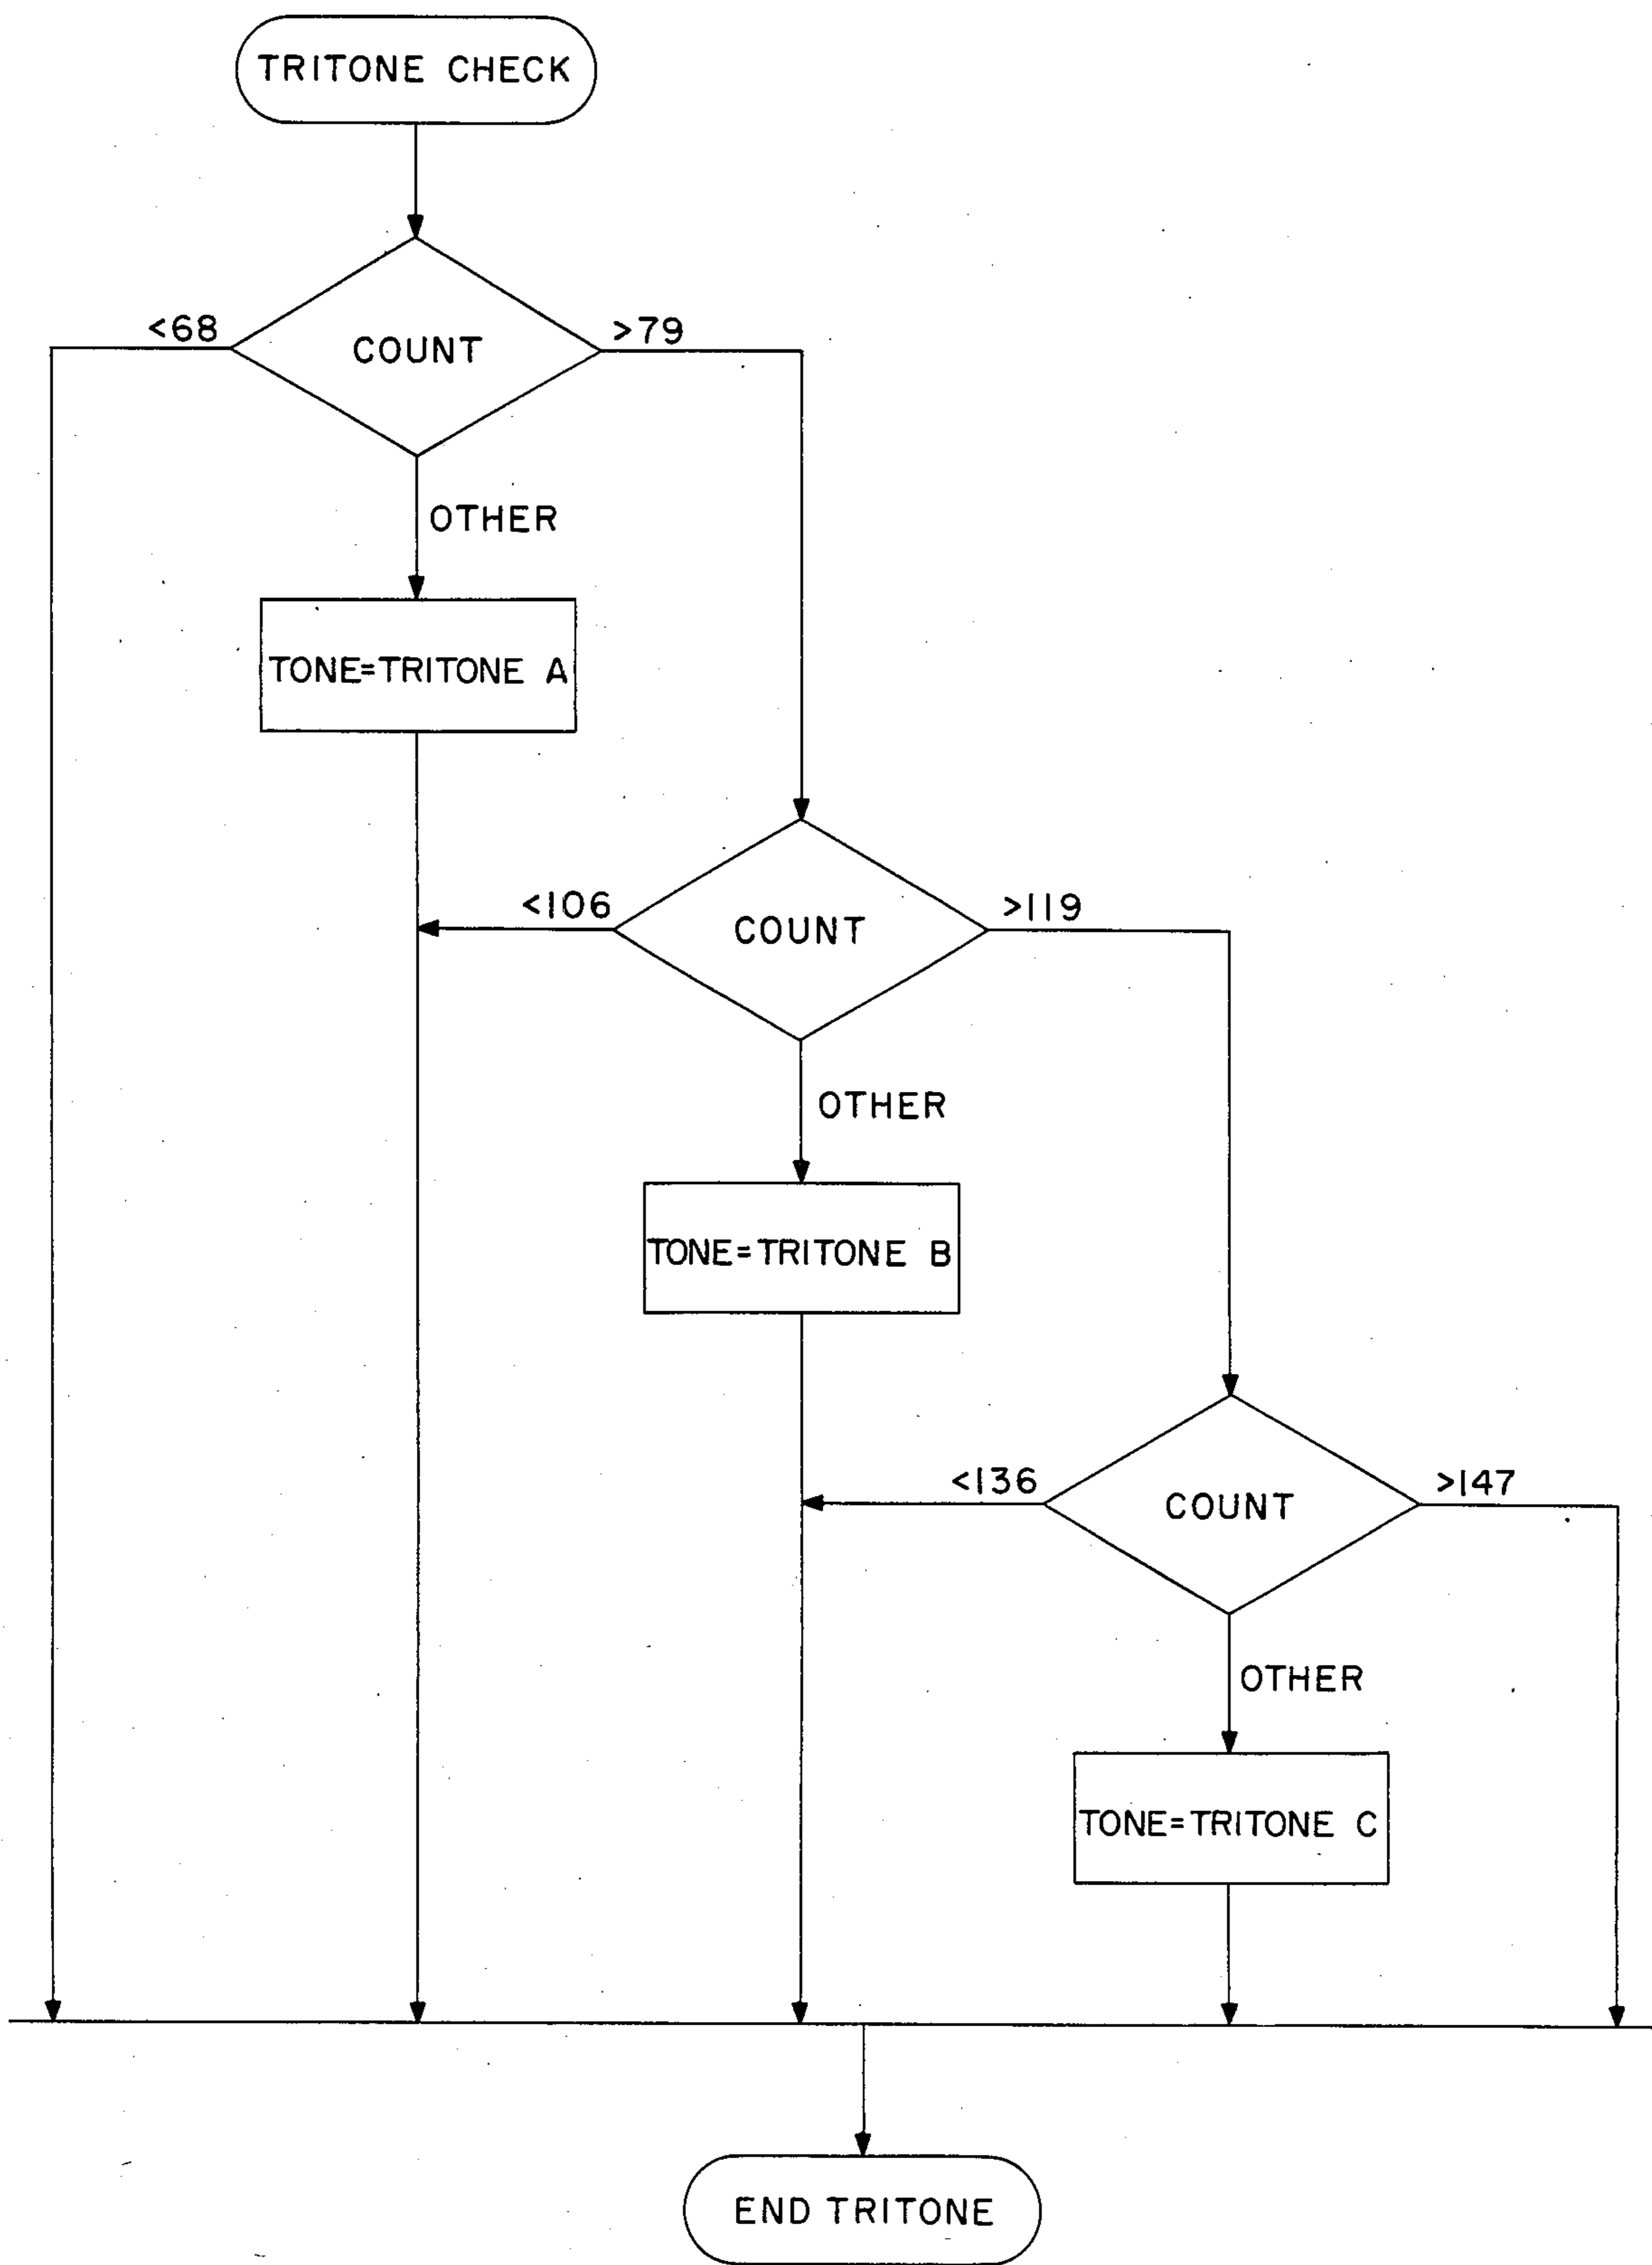 TRITONE CHECK
<68
COUNT
>79
OTHER
TONE=TRITONE A
<106
COUNT
>119
OTHER
TONE=TRITONE B
<136
COUNT
>147
OTHER
TONE=TRITONE C
END TRITONE